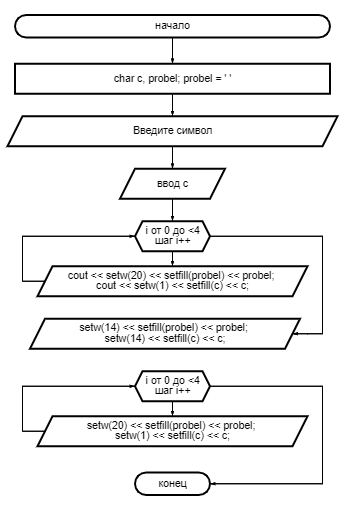 начало
char c, probel; probel = ' '
Введите символ
ввод c
i от 0 до <4
шаг i++
cout << setw(20) << setfill(probel) << probel;
cout << setw(1) << setfill(c) << c;
setw(14) << setfill(probel) << probel;
setw(14) << setfill(c) << c;
i от 0 до <4
шаг i++
setw(20) << setfill(probel) << probel;
setw(1) << setfill(c) << c;
конец